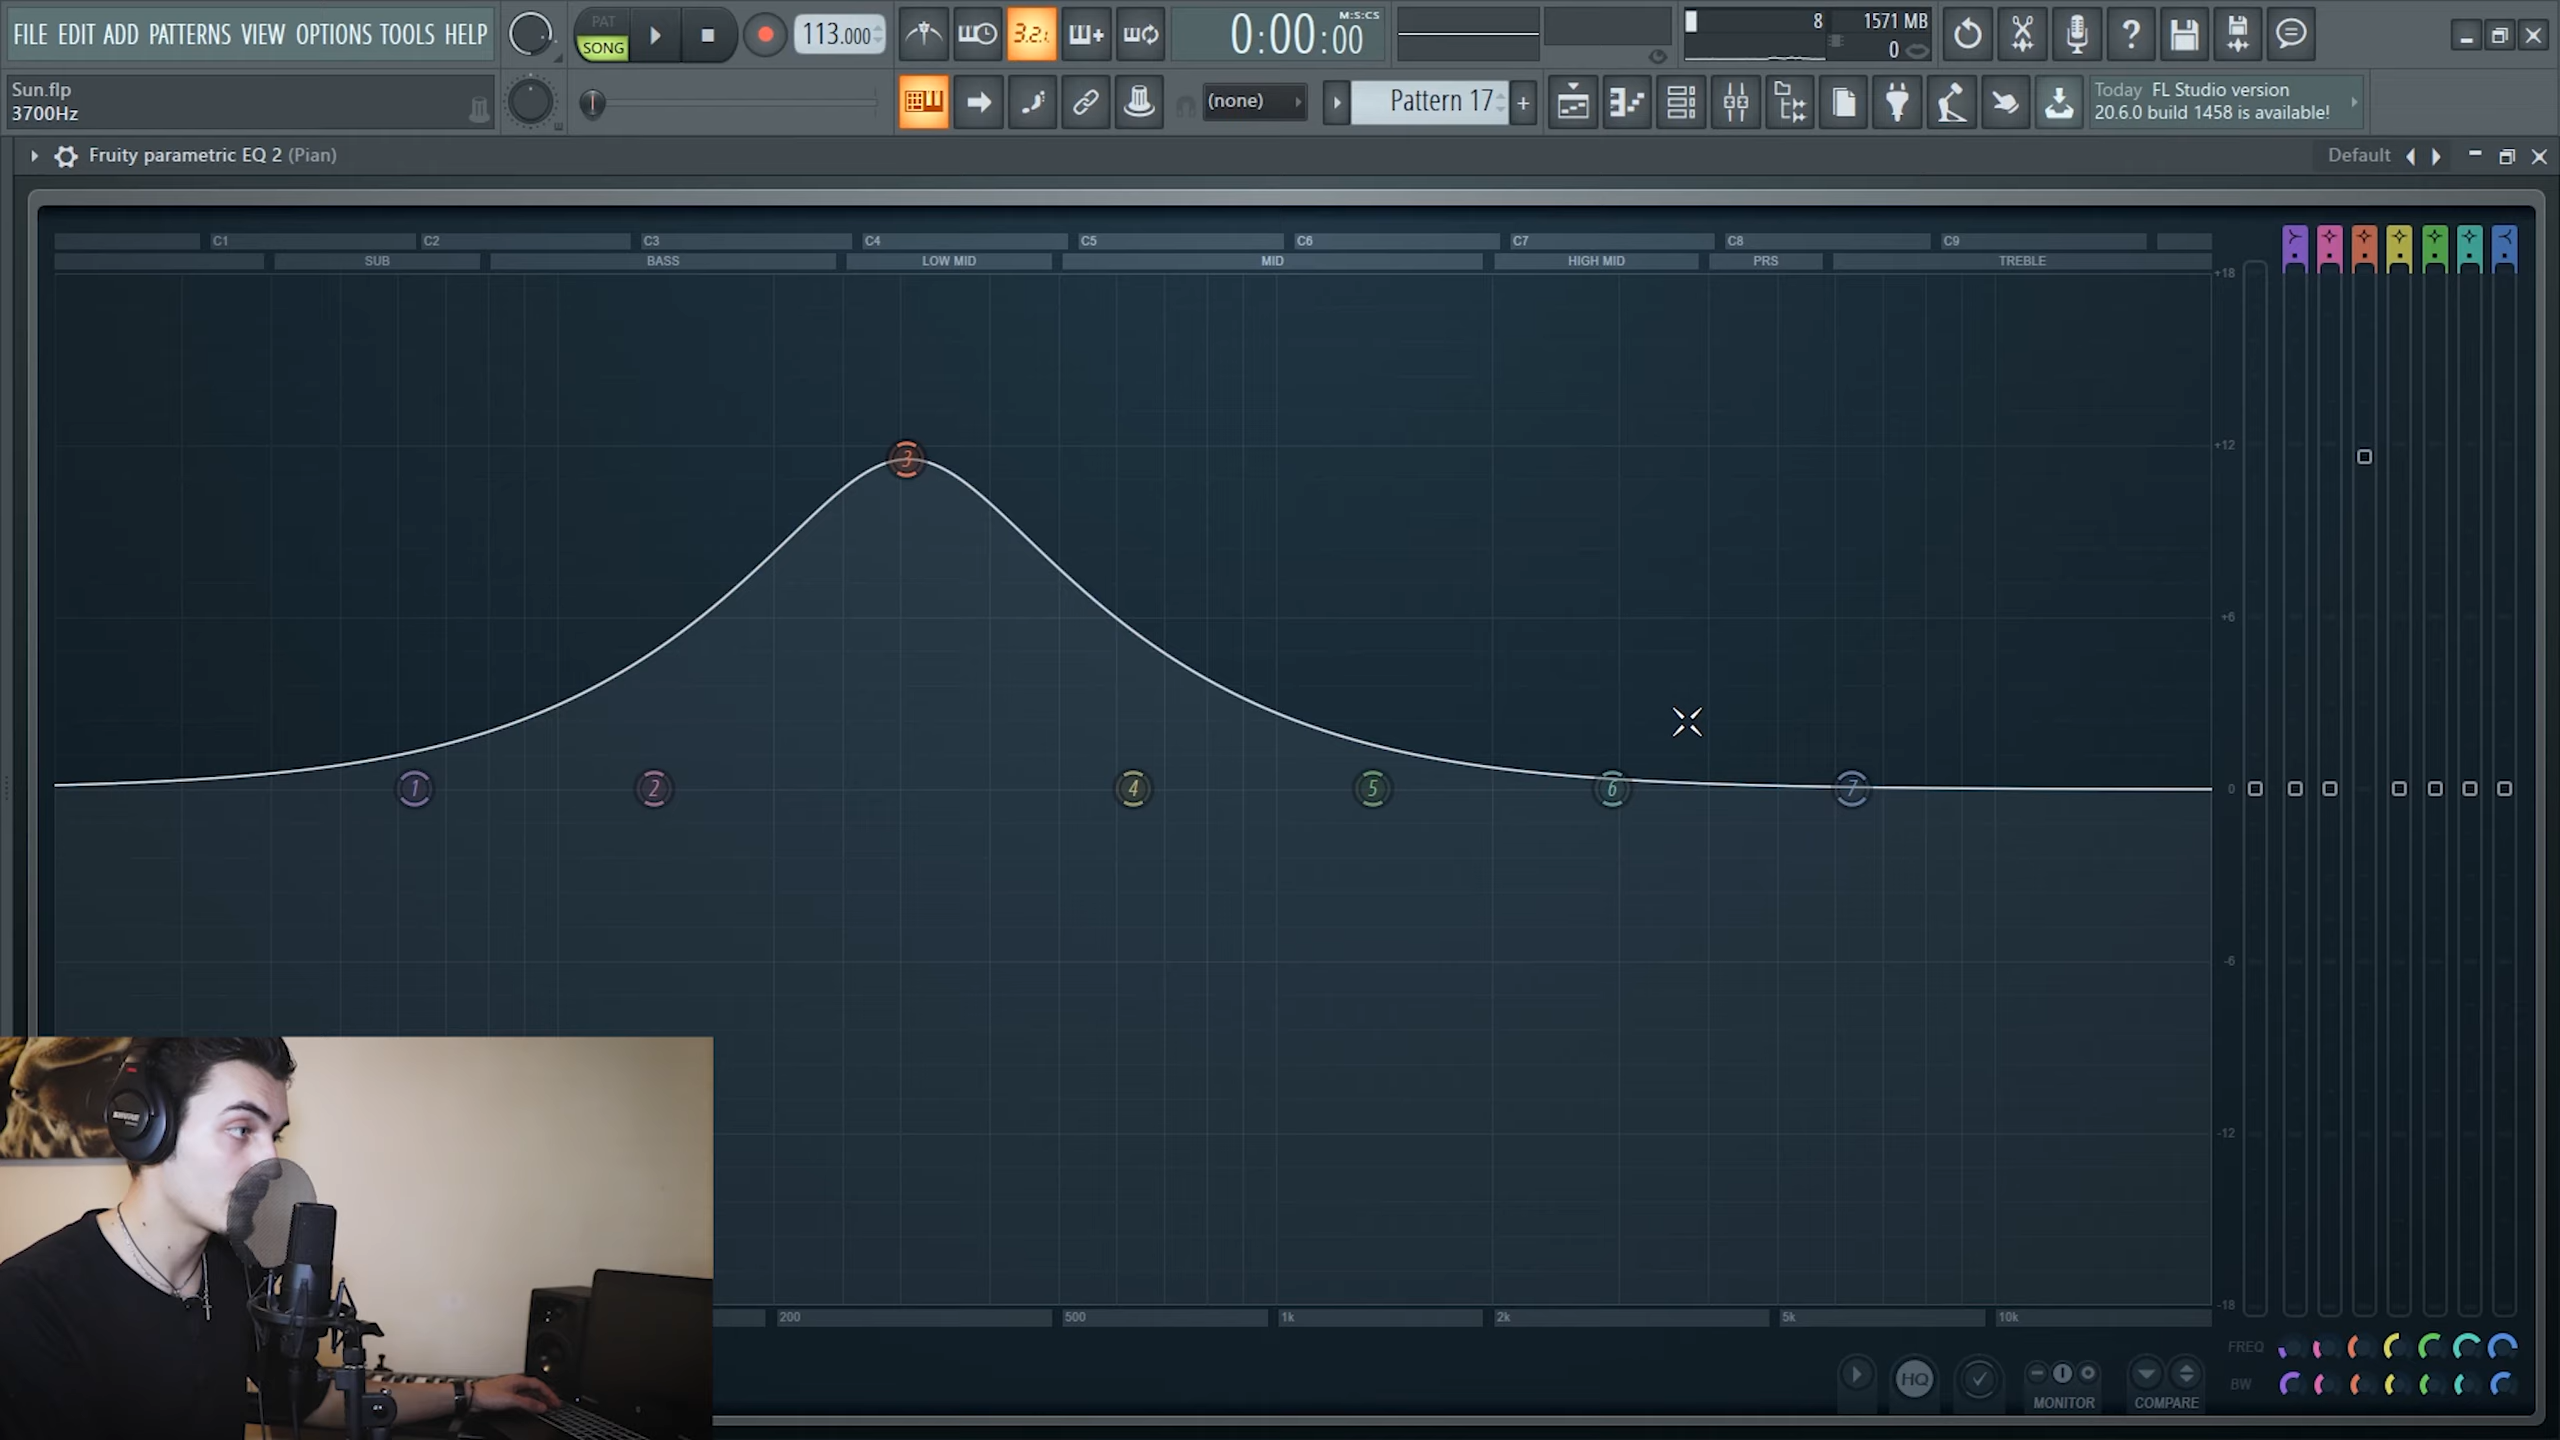 FILE EDIT ADD PATTERNS VIEW OPTIONS TOOLS HELP
PAT
SONG
113.000
3.2.
M:S:CS
0:00:00
8
1571 MB
0
Sun.flp
3700Hz
(none)
Pattern 17
+
Today FL Studio version
20.6.0 build 1458 is available!
Fruity parametric EQ 2 (Pian)
Default
C1 C2 C3 C4 C5 C6 C7 C8 C9
SUB BASS LOW MID MID HIGH MID PRS TREBLE
+18
+12
+6
0
-6
-12
-18
3
1 2 4 5 6 7
200 500 1k 2k 5k 10k
FREQ
BW
HQ
MONITOR
COMPARE
SHURE